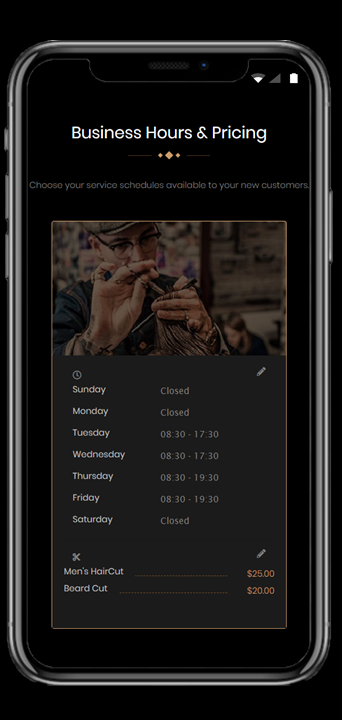 Business Hours & Pricing
Choose your service schedules available to your new customers.
Sunday Closed
Monday Closed
Tuesday 08:30 - 17:30
Wednesday 08:30 - 17:30
Thursday 08:30 - 19:30
Friday 08:30 - 19:30
Saturday Closed
Men's HairCut $25.00
Beard Cut $20.00